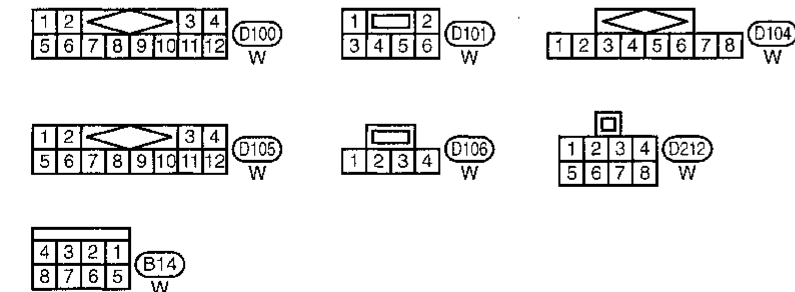 1 2 3 4
5 6 7 8 9 10 11 12
D100
W
1 2
3 4 5 6
D101
W
1 2 3 4 5 6 7 8
D104
W
1 2 3 4
5 6 7 8 9 10 11 12
D105
W
1 2 3 4
D106
W
1 2 3 4
5 6 7 8
D212
W
4 3 2 1
8 7 6 5
B14
W